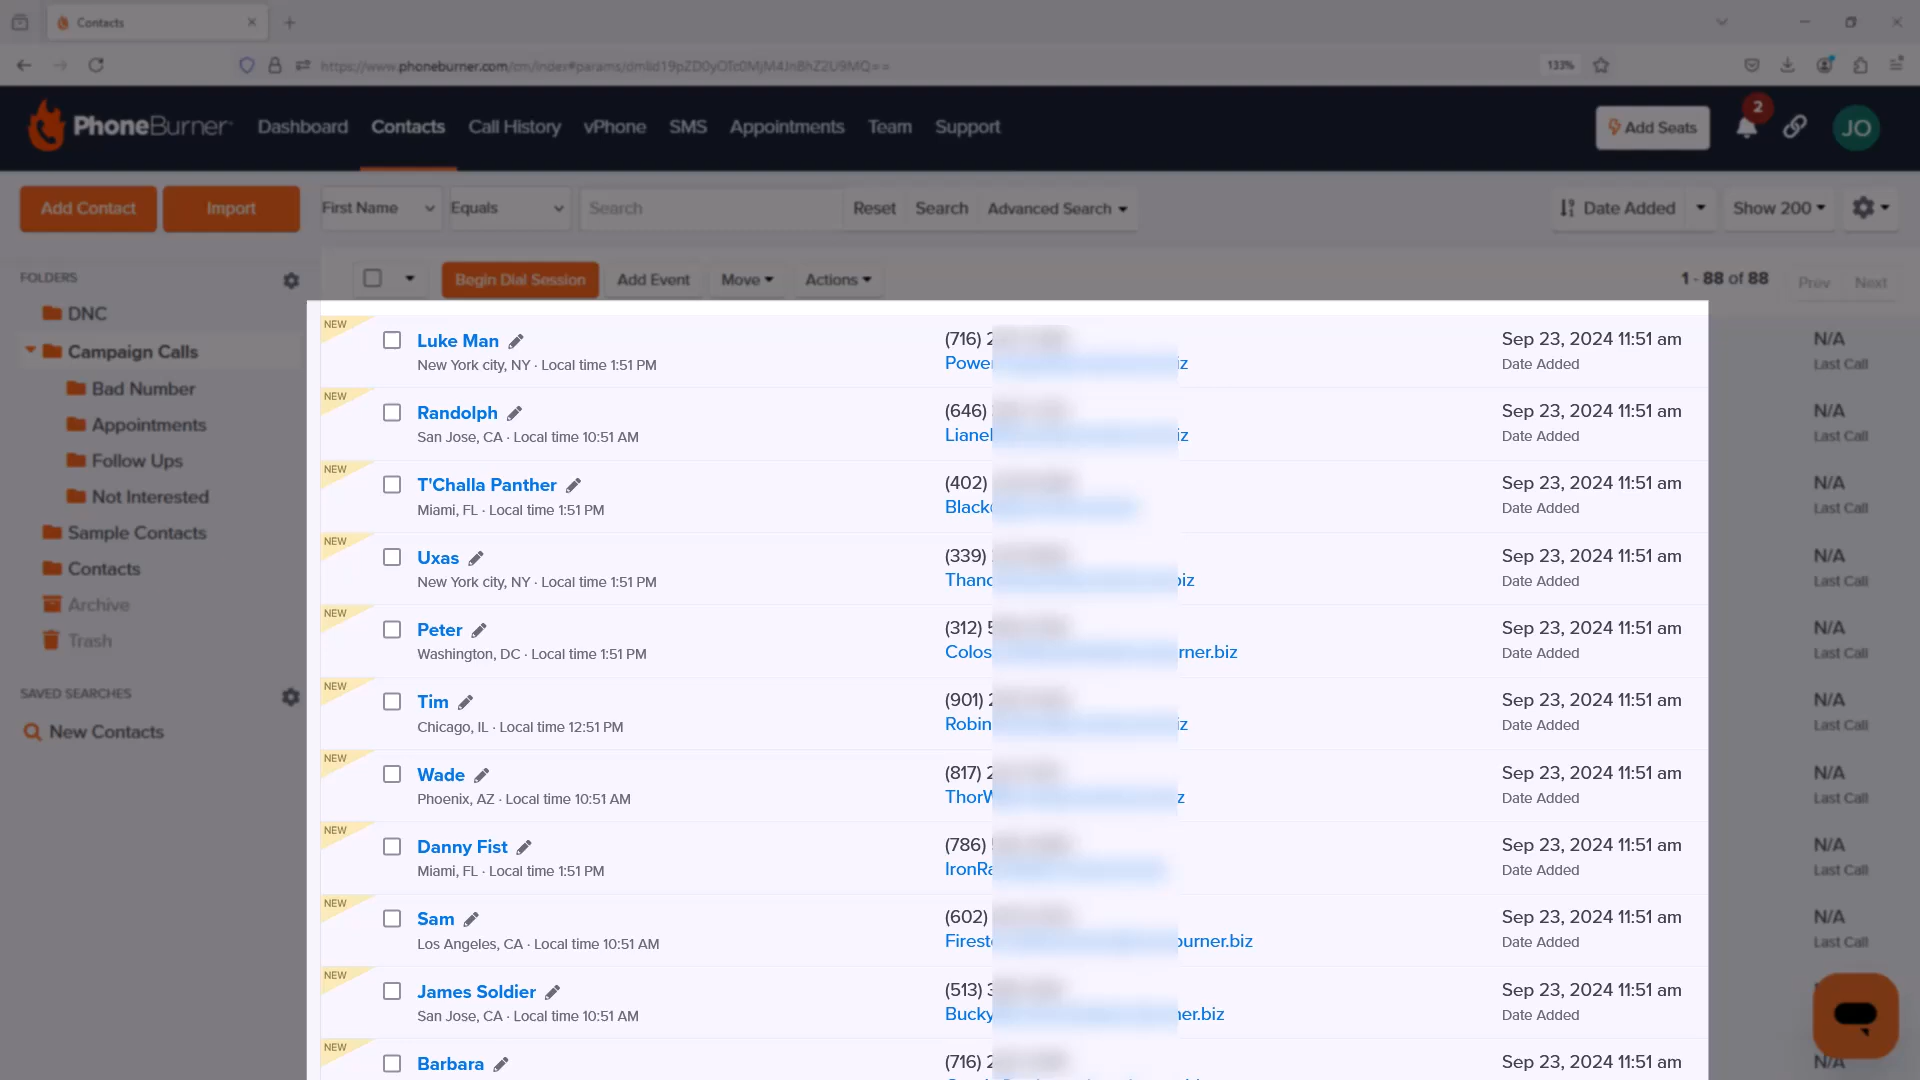 Contacts
https://www.phoneburner.com/cm/index#params/
133%
PhoneBurner
Dashboard Contacts Call History vPhone SMS Appointments Team Support
Add Seats
2
JO
Add Contact Import First Name Equals Search Reset Search Advanced Search Date Added Show 200
FOLDERS
Begin Dial Session Add Event Move Actions 1 - 88 of 88 Prev Next
DNC
Campaign Calls
Bad Number
Appointments
Follow Ups
Not Interested
Sample Contacts
Contacts
Archive
Trash
SAVED SEARCHES
New Contacts
NEW
Luke Man (716) Sep 23, 2024 11:51 am N/A
New York city, NY · Local time 1:51 PM Date Added Last Call
NEW
Randolph (646) Sep 23, 2024 11:51 am N/A
San Jose, CA · Local time 10:51 AM Date Added Last Call
NEW
T'Challa Panther (402) Sep 23, 2024 11:51 am N/A
Miami, FL · Local time 1:51 PM Date Added Last Call
NEW
Uxas (339) Sep 23, 2024 11:51 am N/A
New York city, NY · Local time 1:51 PM Date Added Last Call
NEW
Peter (312) Sep 23, 2024 11:51 am N/A
Washington, DC · Local time 1:51 PM Date Added Last Call
NEW
Tim (901) Sep 23, 2024 11:51 am N/A
Chicago, IL · Local time 12:51 PM Date Added Last Call
NEW
Wade (817) Sep 23, 2024 11:51 am N/A
Phoenix, AZ · Local time 10:51 AM Date Added Last Call
NEW
Danny Fist (786) Sep 23, 2024 11:51 am N/A
Miami, FL · Local time 1:51 PM Date Added Last Call
NEW
Sam (602) Sep 23, 2024 11:51 am N/A
Los Angeles, CA · Local time 10:51 AM Date Added Last Call
NEW
James Soldier (513) Sep 23, 2024 11:51 am
San Jose, CA · Local time 10:51 AM Date Added
NEW
Barbara (716) Sep 23, 2024 11:51 am N/A